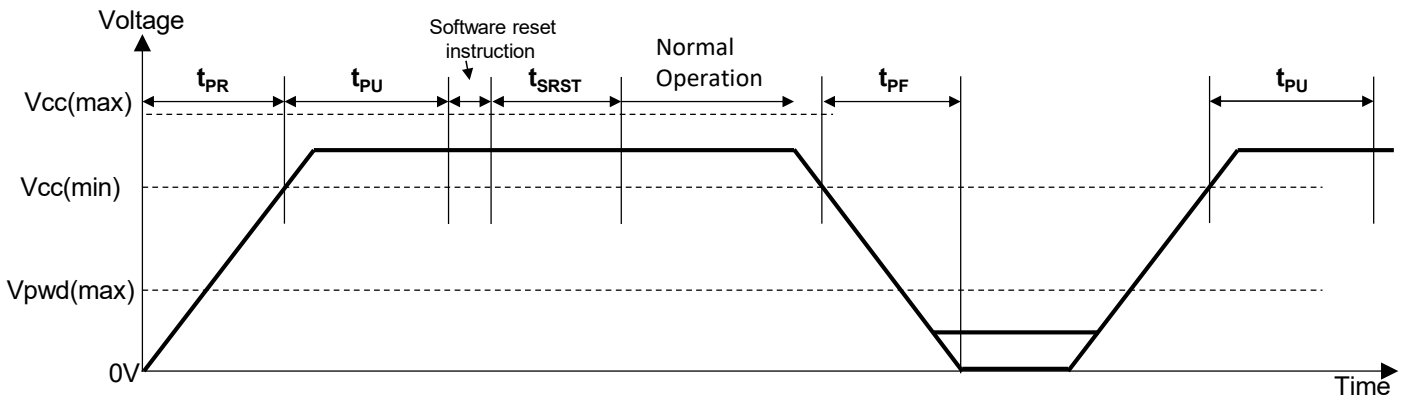 Voltage
Software reset
instruction
Normal
Operation
tPR
tPU
tSRST
tPF
tPU
Vcc(max)
Vcc(min)
Vpwd(max)
0V
Time